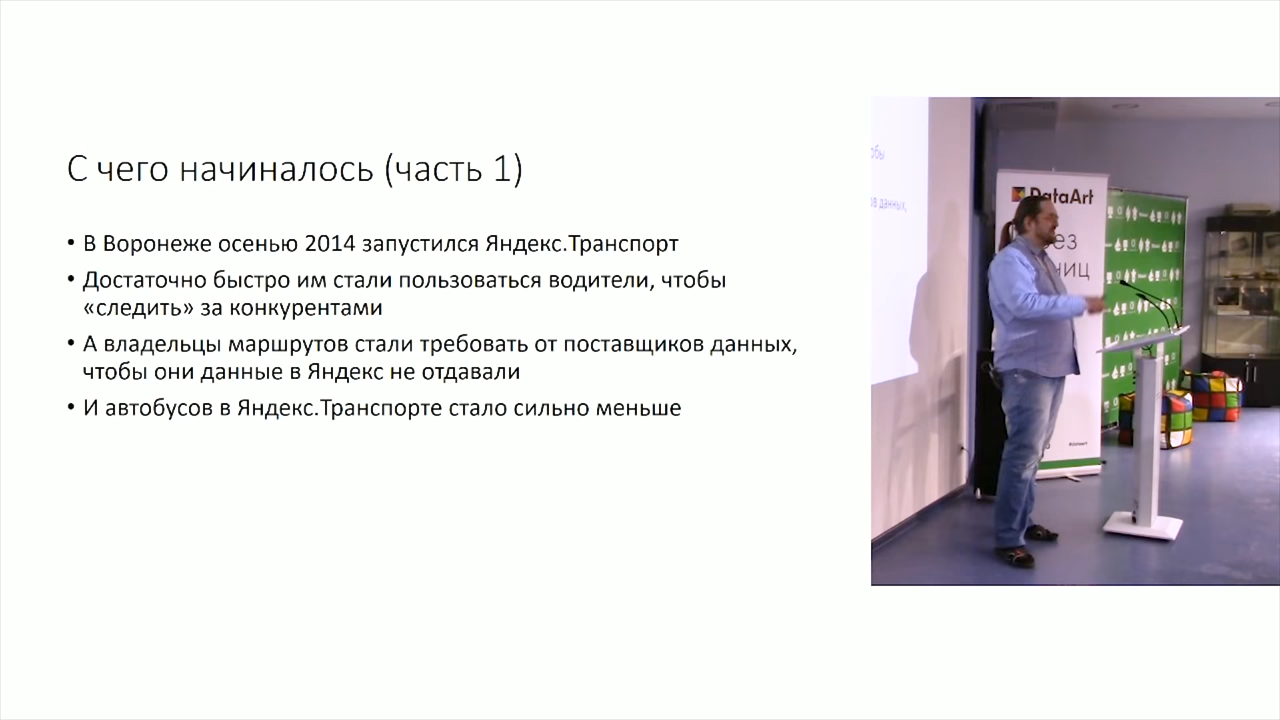 С чего начиналось (часть 1)
• В Воронеже осенью 2014 запустился Яндекс.Транспорт
• Достаточно быстро им стали пользоваться водители, чтобы
«следить» за конкурентами
• А владельцы маршрутов стали требовать от поставщиков данных,
чтобы они данные в Яндекс не отдавали
• И автобусов в Яндекс.Транспорте стало сильно меньше
данных,
DataArt